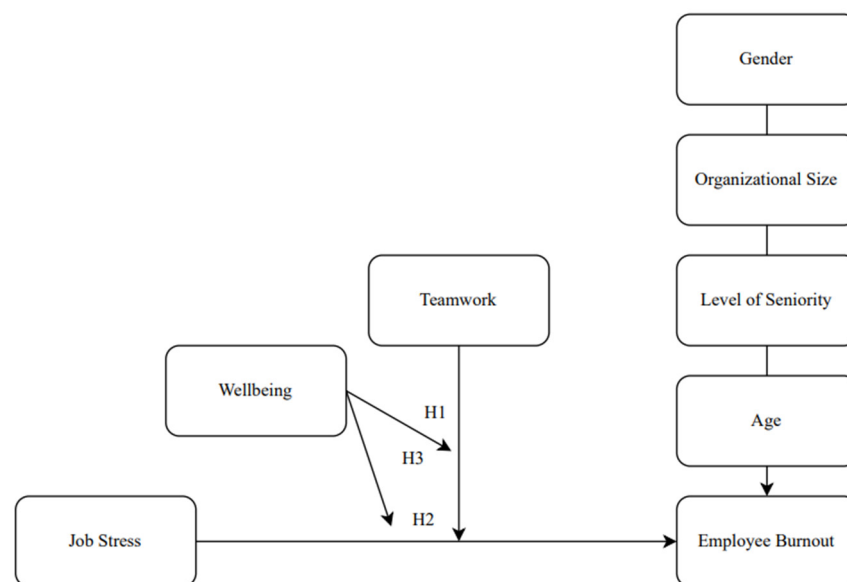 Gender
Organizational Size
Teamwork
Level of Seniority
Wellbeing
H1
Age
H3
H2
Job Stress
Employee Burnout